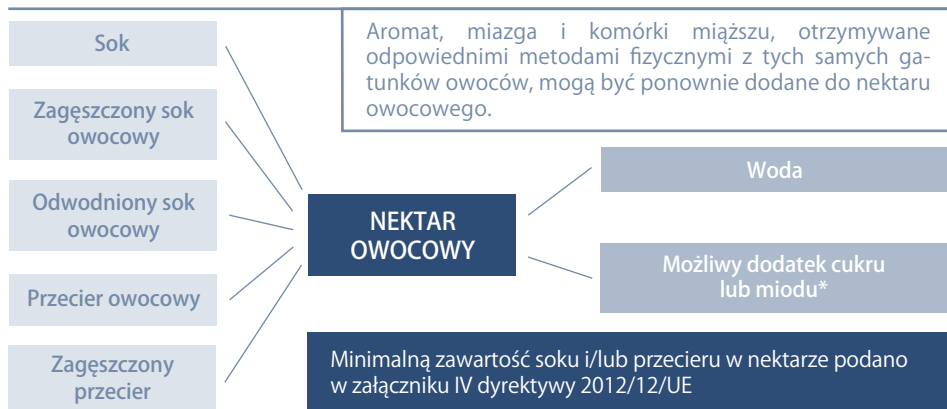 Sok
Zagęszczony sok
owocowy
Odwodniony sok
owocowy
Przecier owocowy
Zagęszczony
przecier
Aromat, miazga i komórki miąższu, otrzymywane
odpowiednimi metodami fizycznymi z tych samych ga-
tunków owoców, mogą być ponownie dodane do nektaru
owocowego.
NEKTAR
OWOCOWY
Woda
Możliwy dodatek cukru
lub miodu*
Minimalną zawartość soku i/lub przecieru w nektarze podano
w załączniku IV dyrektywy 2012/12/UE